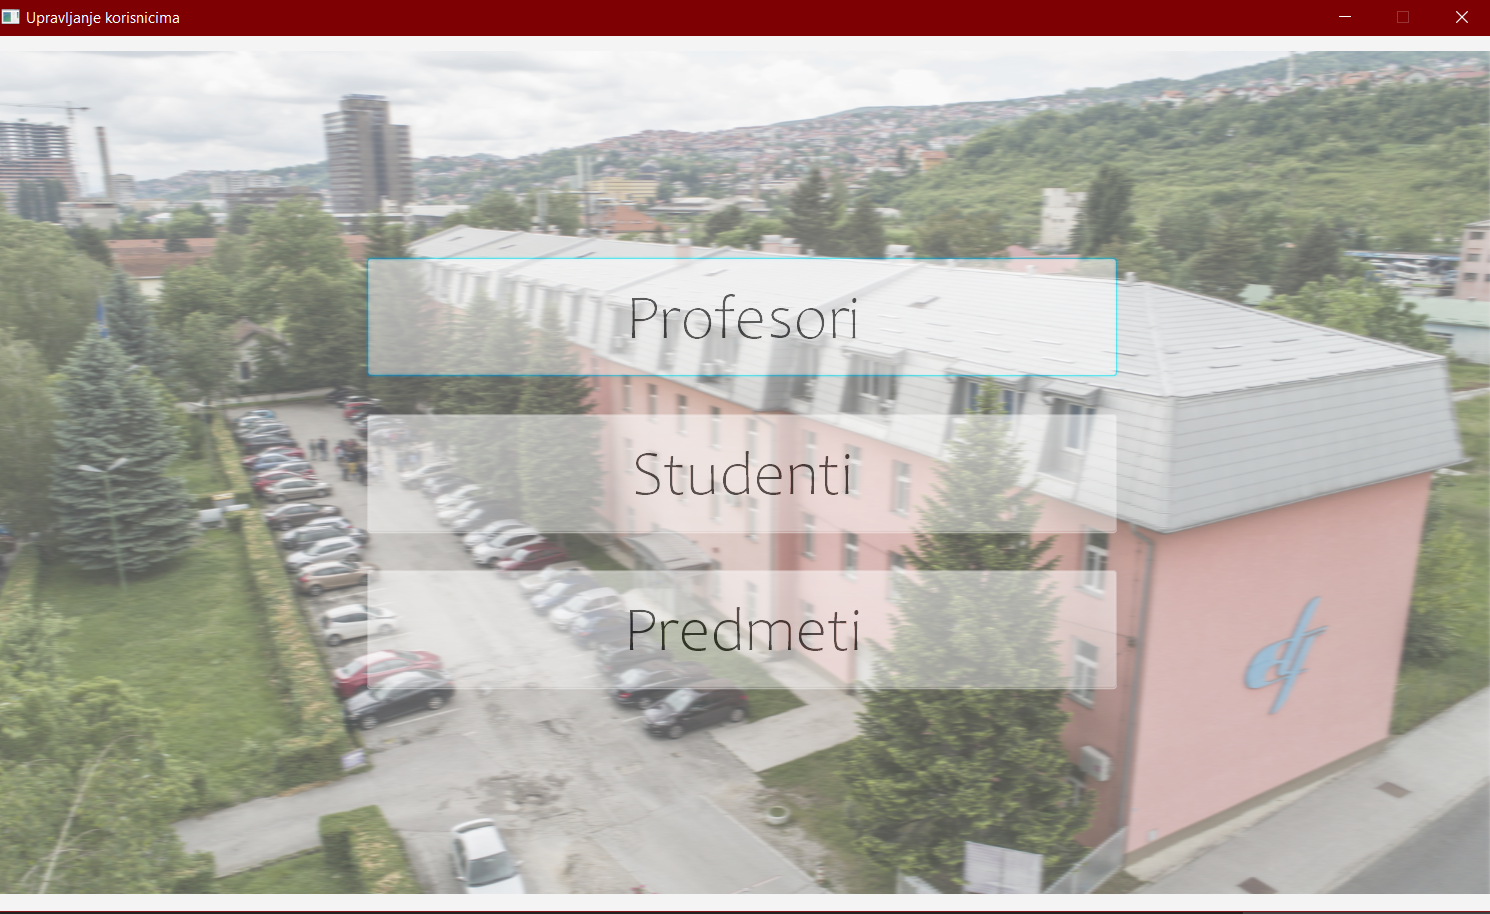 Upravljanje korisnicima
Profesori
Studenti
Predmeti